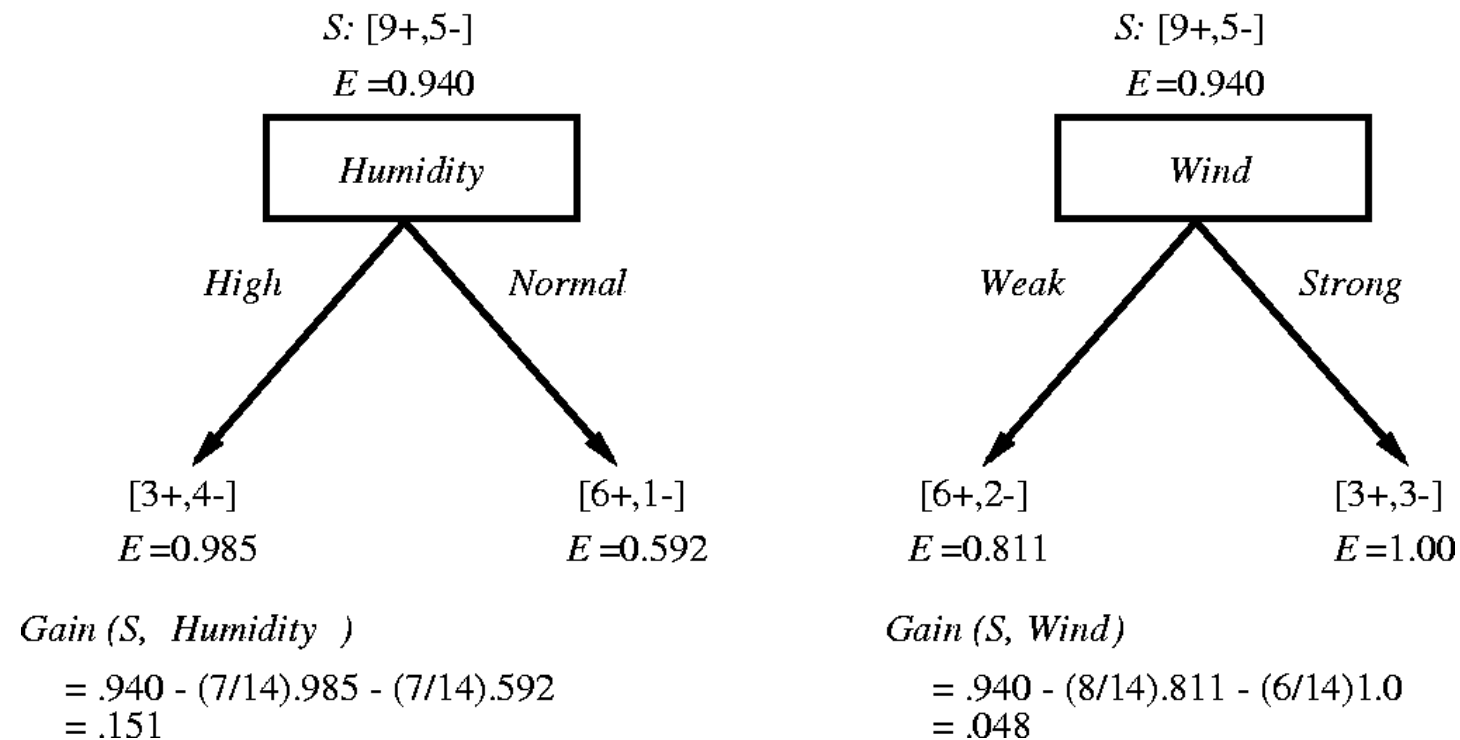 S: [9+,5-]
E =0.940
Humidity
High
Normal
[3+,4-]
E =0.985
[6+,1-]
E =0.592
Gain (S, Humidity )
= .940 - (7/14).985 - (7/14).592
= .151
S: [9+,5-]
E =0.940
Wind
Weak
Strong
[6+,2-]
E =0.811
[3+,3-]
E =1.00
Gain (S, Wind)
= .940 - (8/14).811 - (6/14)1.0
= .048